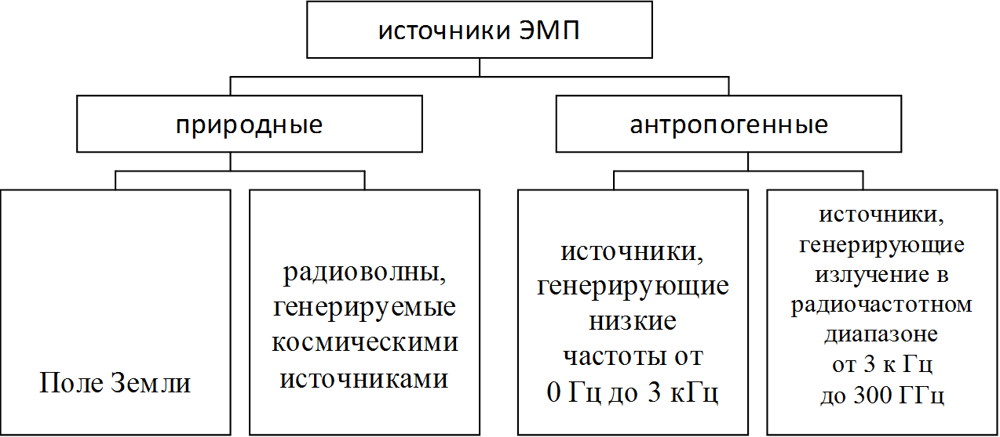 источники ЭМП
природные
антропогенные
Поле Земли
радиоволны,
генерируемые
космическими
источниками
источники,
генерирующие
низкие
частоты от
0 Гц до 3 кГц
источники,
генерирующие
излучение в
радиочастотном
диапазоне
от 3 к Гц
до 300 ГГц